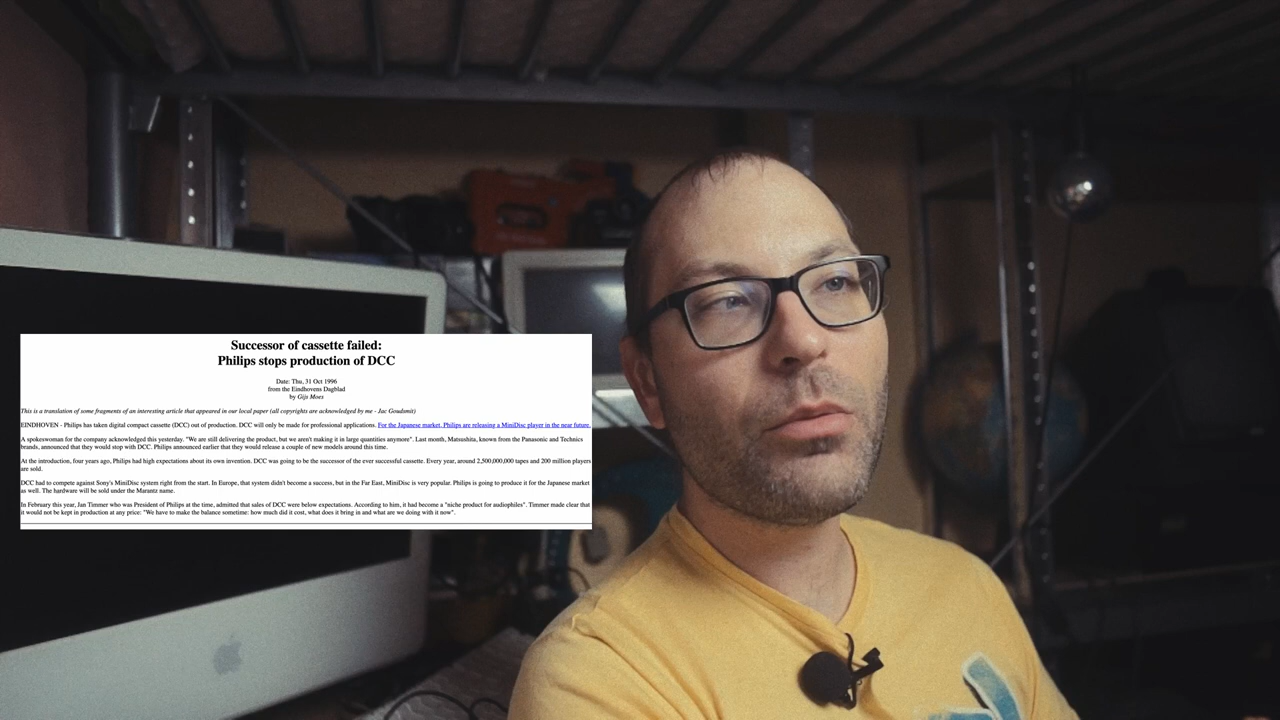 Successor of cassette failed:
Philips stops production of DCC
Date: Thu, 31 Oct 1996
from the Eindhovens Dagblad
by Gijs Moes
This is a translation of some fragments of an interesting article that appeared in our local paper (all copyrights are acknowledged by me - Jac Goudsmit)
EINDHOVEN - Philips has taken digital compact cassette (DCC) out of production. DCC will only be made for professional applications. For the Japanese market, Philips are releasing a MiniDisc player in the near future.
A spokeswoman for the company acknowledged this yesterday. "We are still delivering the product, but we aren't making it in large quantities anymore". Last month, Matsushita, known from the Panasonic and Technics
brands, announced that they would stop with DCC. Philips announced earlier that they would release a couple of new models around this time.
At the introduction, four years ago, Philips had high expectations about its own invention. DCC was going to be the successor of the ever successful cassette. Every year, around 2,500,000,000 tapes and 200 million players
are sold.
DCC had to compete against Sony's MiniDisc system right from the start. In Europe, that system didn't become a success, but in the Far East, MiniDisc is very popular. Philips is going to produce it for the Japanese market
as well. The hardware will be sold under the Marantz name.
In February this year, Jan Timmer who was President of Philips at the time, admitted that sales of DCC were below expectations. According to him, it had become a "niche product for audiophiles". Timmer made clear that
it would not be kept in production at any price: "We have to make the balance sometime: how much did it cost, what does it bring in and what are we doing with it now".